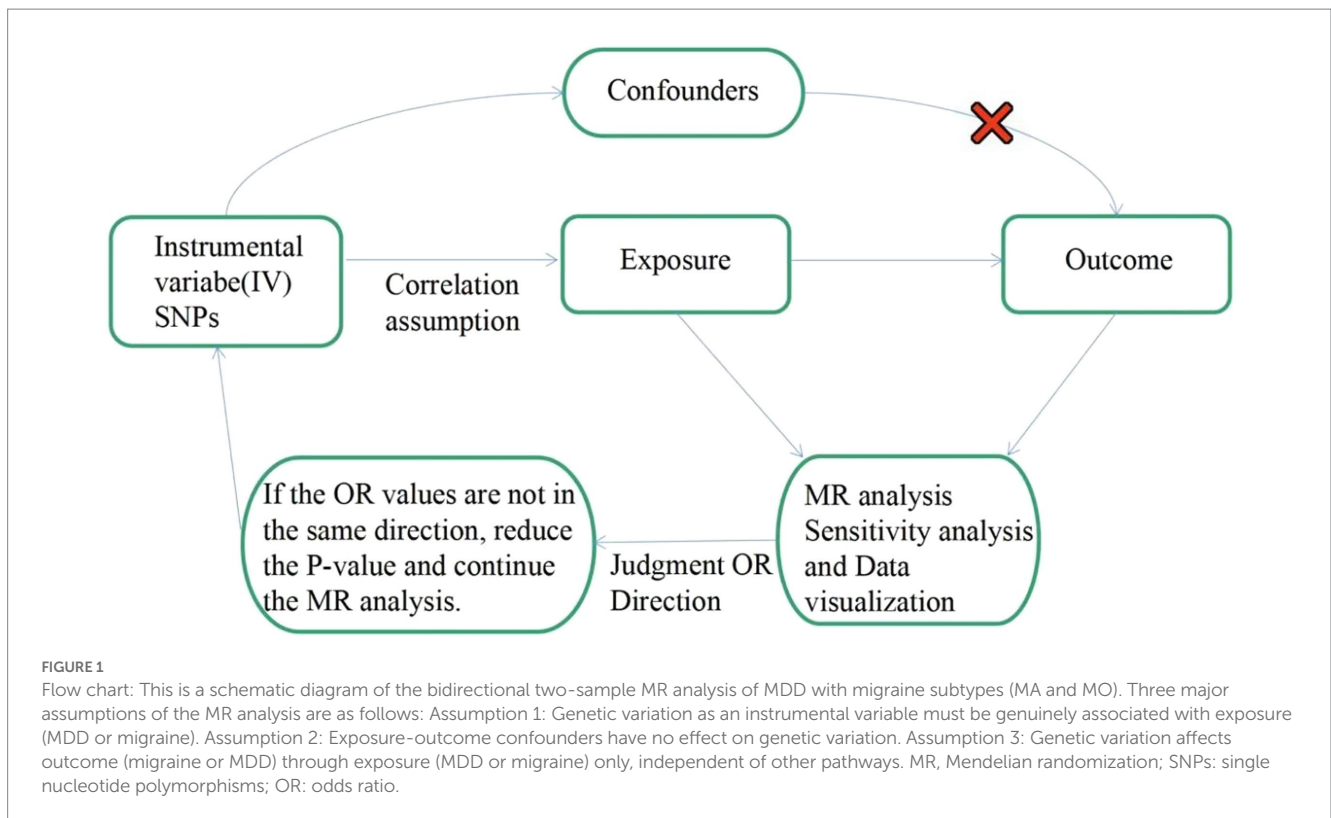 Confounders
Instrumental
variabe(IV)
SNPs
Correlation
assumption
Exposure
Outcome
If the OR values are not in
the same direction, reduce
the P-value and continue
the MR analysis.
Judgment OR
Direction
MR analysis
Sensitivity analysis
and Data
visualization
FIGURE 1
Flow chart: This is a schematic diagram of the bidirectional two-sample MR analysis of MDD with migraine subtypes (MA and MO). Three major
assumptions of the MR analysis are as follows: Assumption 1: Genetic variation as an instrumental variable must be genuinely associated with exposure
(MDD or migraine). Assumption 2: Exposure-outcome confounders have no effect on genetic variation. Assumption 3: Genetic variation affects
outcome (migraine or MDD) through exposure (MDD or migraine) only, independent of other pathways. MR, Mendelian randomization; SNPs: single
nucleotide polymorphisms; OR: odds ratio.